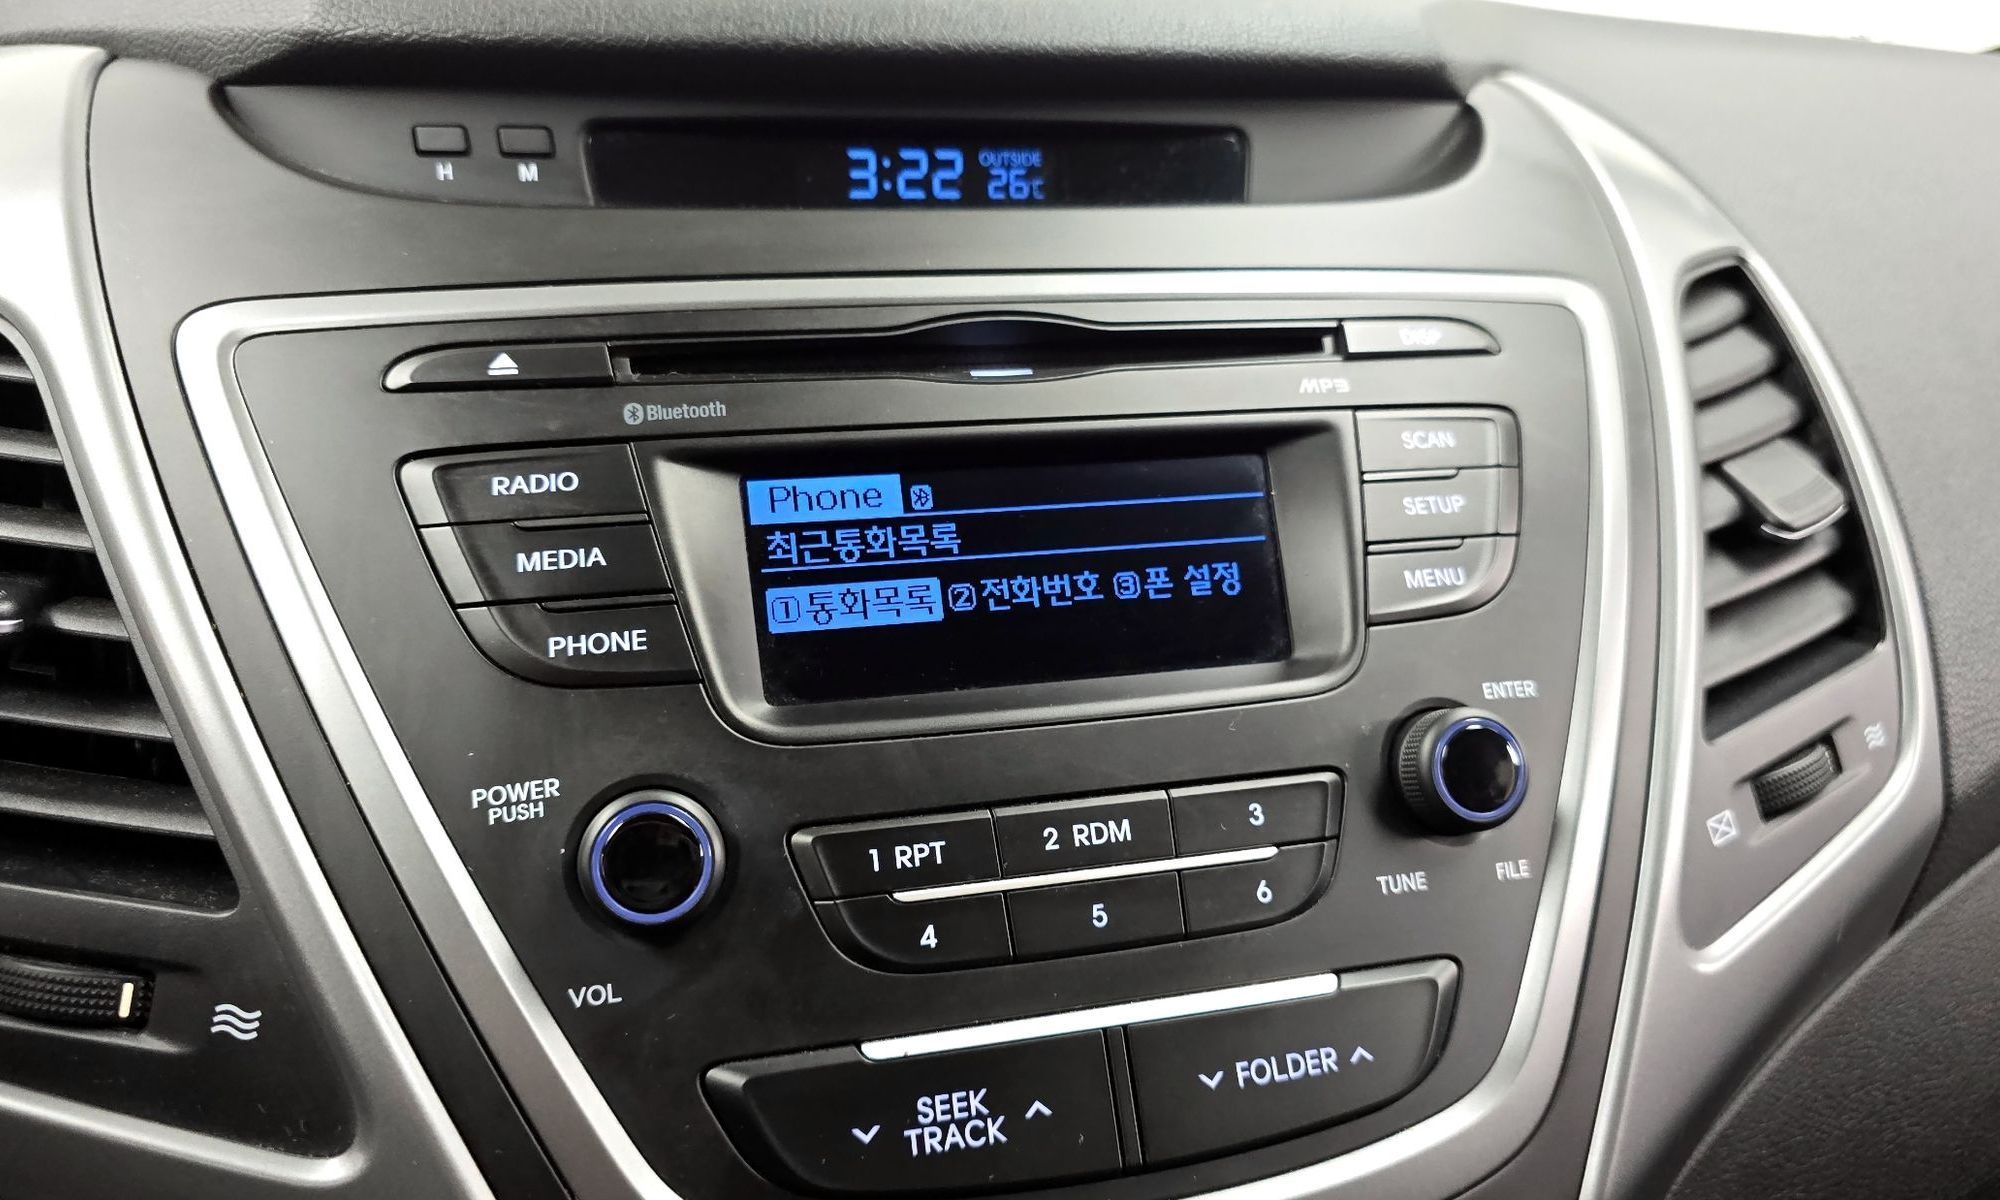 H M
3:22 OUTSIDE 26℃
DISP
Bluetooth
MP3
RADIO
MEDIA
PHONE
Phone
최근통화목록
①통화목록 ②전화번호 ③폰 설정
SCAN
SETUP
MENU
POWER
PUSH
VOL
ENTER
TUNE
FILE
1 RPT 2 RDM 3
4 5 6
SEEK
TRACK
FOLDER